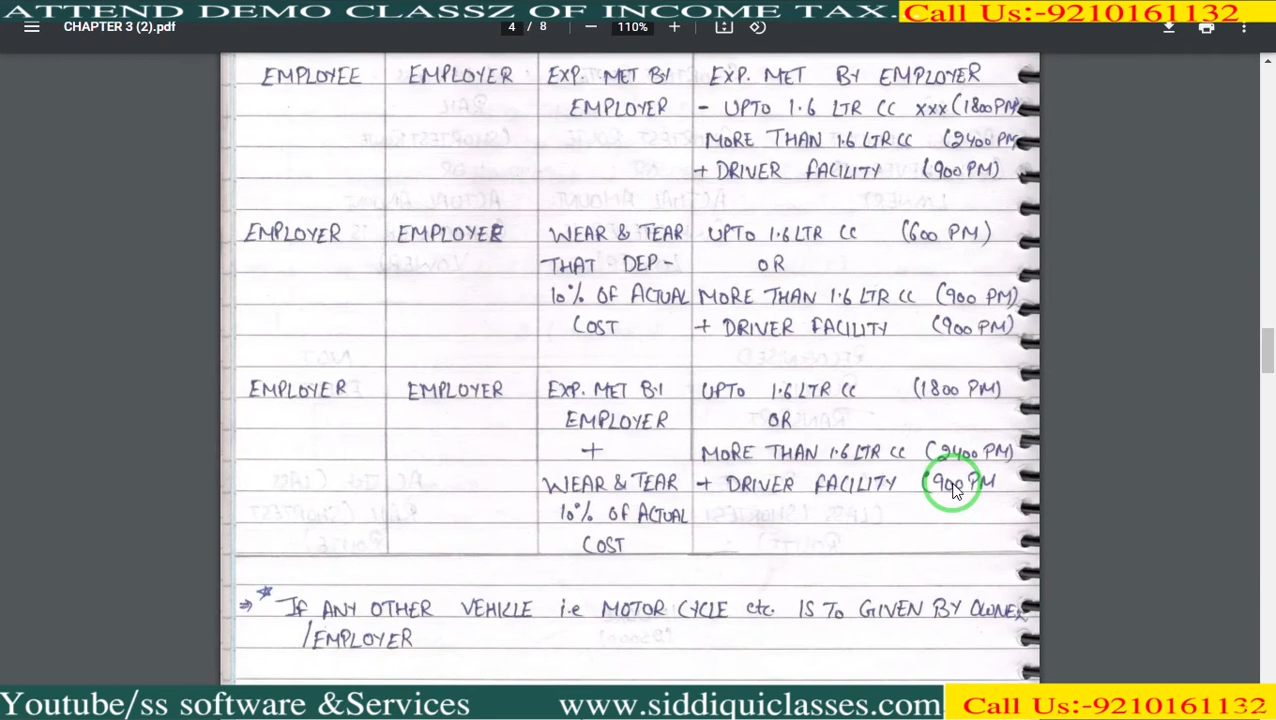 ATTEND DEMO CLASSZ OF INCOME TAX. Call Us:-9210161132
CHAPTER 3 (2).pdf 4 / 8 110%
EMPLOYEE EMPLOYER EXP. MET BY EXP. MET BY EMPLOYER
EMPLOYER - UPTO 1.6 LTR CC xxx (1800 PM)
MORE THAN 1.6 LTR CC (2400 PM
+ DRIVER FACILITY (900 PM)
EMPLOYER EMPLOYEE WEAR & TEAR UPTO 1.6 LTR CC (600 PM)
THAT DEP - OR
10% OF ACTUAL MORE THAN 1.6 LTR CC (900 PM)
COST + DRIVER FACILITY (900 PM)
EMPLOYER EMPLOYER EXP. MET BY UPTO 1.6 LTR CC (1800 PM)
EMPLOYER OR
+ MORE THAN 1.6 LTR CC (2400 PM)
WEAR & TEAR + DRIVER FACILITY (900 PM
10% OF ACTUAL
COST
⇒ * If ANY OTHER VEHICLE i.e MOTOR CYCLE etc. IS TO GIVEN BY OWNER
/EMPLOYER
Youtube/ss software &Services www.siddiquiclasses.com Call Us:-9210161132